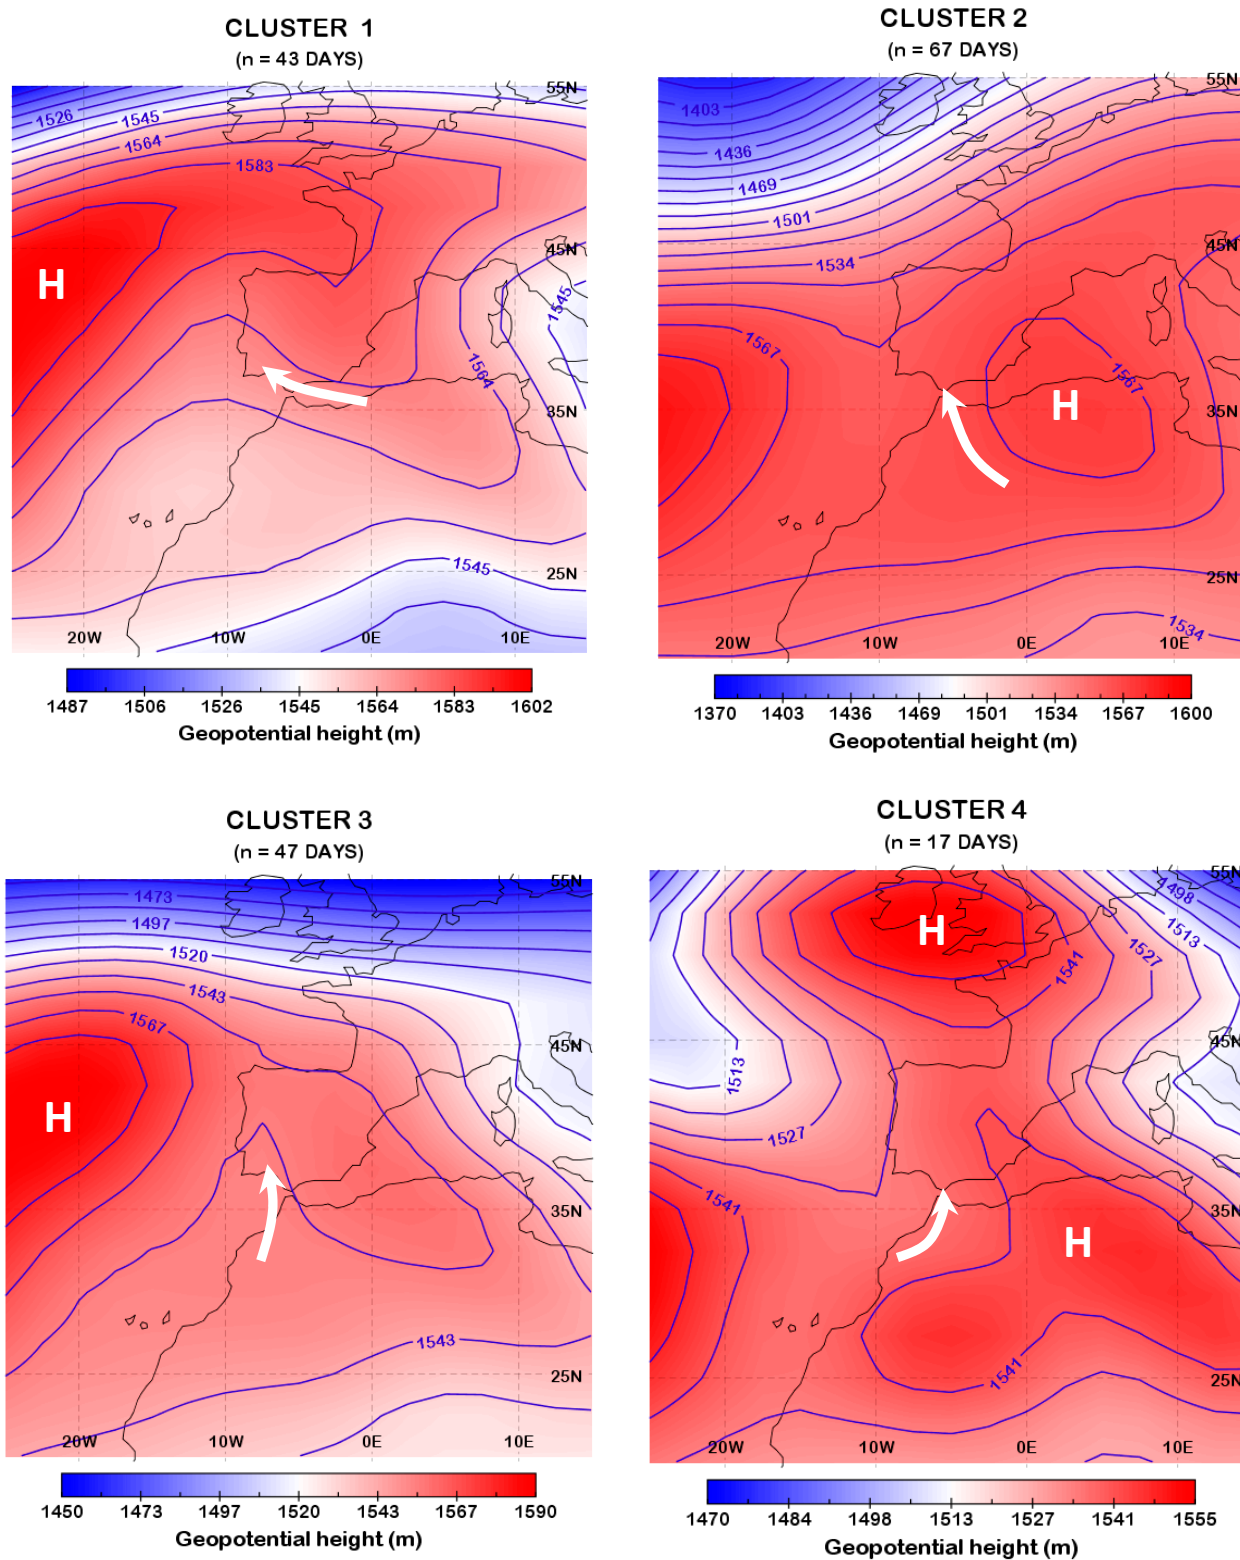 CLUSTER 1
(n = 43 DAYS)
55N
1526
1545
1564
1583
45N
H
1545
1564
35N
1545
25N
20W
10W
0E
10E
1487 1506 1526 1545 1564 1583 1602
Geopotential height (m)
CLUSTER 2
(n = 67 DAYS)
55N
1403
1436
1469
1501
45N
1534
1567
1567
H
35N
25N
1534
20W
10W
0E
10E
1370 1403 1436 1469 1501 1534 1567 1600
Geopotential height (m)
CLUSTER 3
(n = 47 DAYS)
55N
1473
1497
1520
1543
1567
45N
H
35N
1543
25N
20W
10W
0E
10E
1450 1473 1497 1520 1543 1567 1590
Geopotential height (m)
CLUSTER 4
(n = 17 DAYS)
55N
1498
H
1513
1527
1541
45N
1513
1527
1541
35N
H
1541
25N
20W
10W
0E
10E
1470 1484 1498 1513 1527 1541 1555
Geopotential height (m)